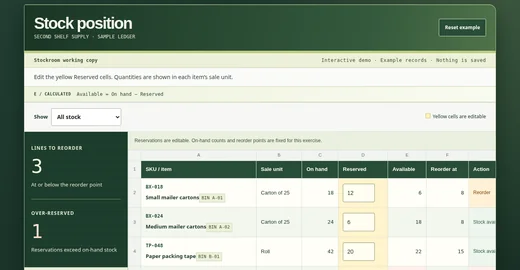 Stock position
SECOND SHELF SUPPLY · SAMPLE LEDGER
Reset example
Stockroom working copy
Interactive demo · Example records · Nothing is saved
Edit the yellow Reserved cells. Quantities are shown in each item's sale unit.
E / CALCULATED Available = On hand − Reserved
Show All stock
Yellow cells are editable
LINES TO REORDER
3
At or below the reorder point
OVER-RESERVED
1
Reservations exceed on-hand stock
Reservations are editable. On-hand counts and reorder points are fixed for this exercise.
A B C D E F
1 SKU / Item Sale unit On hand Reserved Available Reorder at Action
2 BX-018 Small mailer cartons BIN A-01 Carton of 25 18 12 6 8 Reorder
3 BX-024 Medium mailer cartons BIN A-02 Carton of 25 24 6 18 8 Stock avai
4 TP-048 Paper packing tape BIN B-01 Roll 42 20 22 15 Stock avai